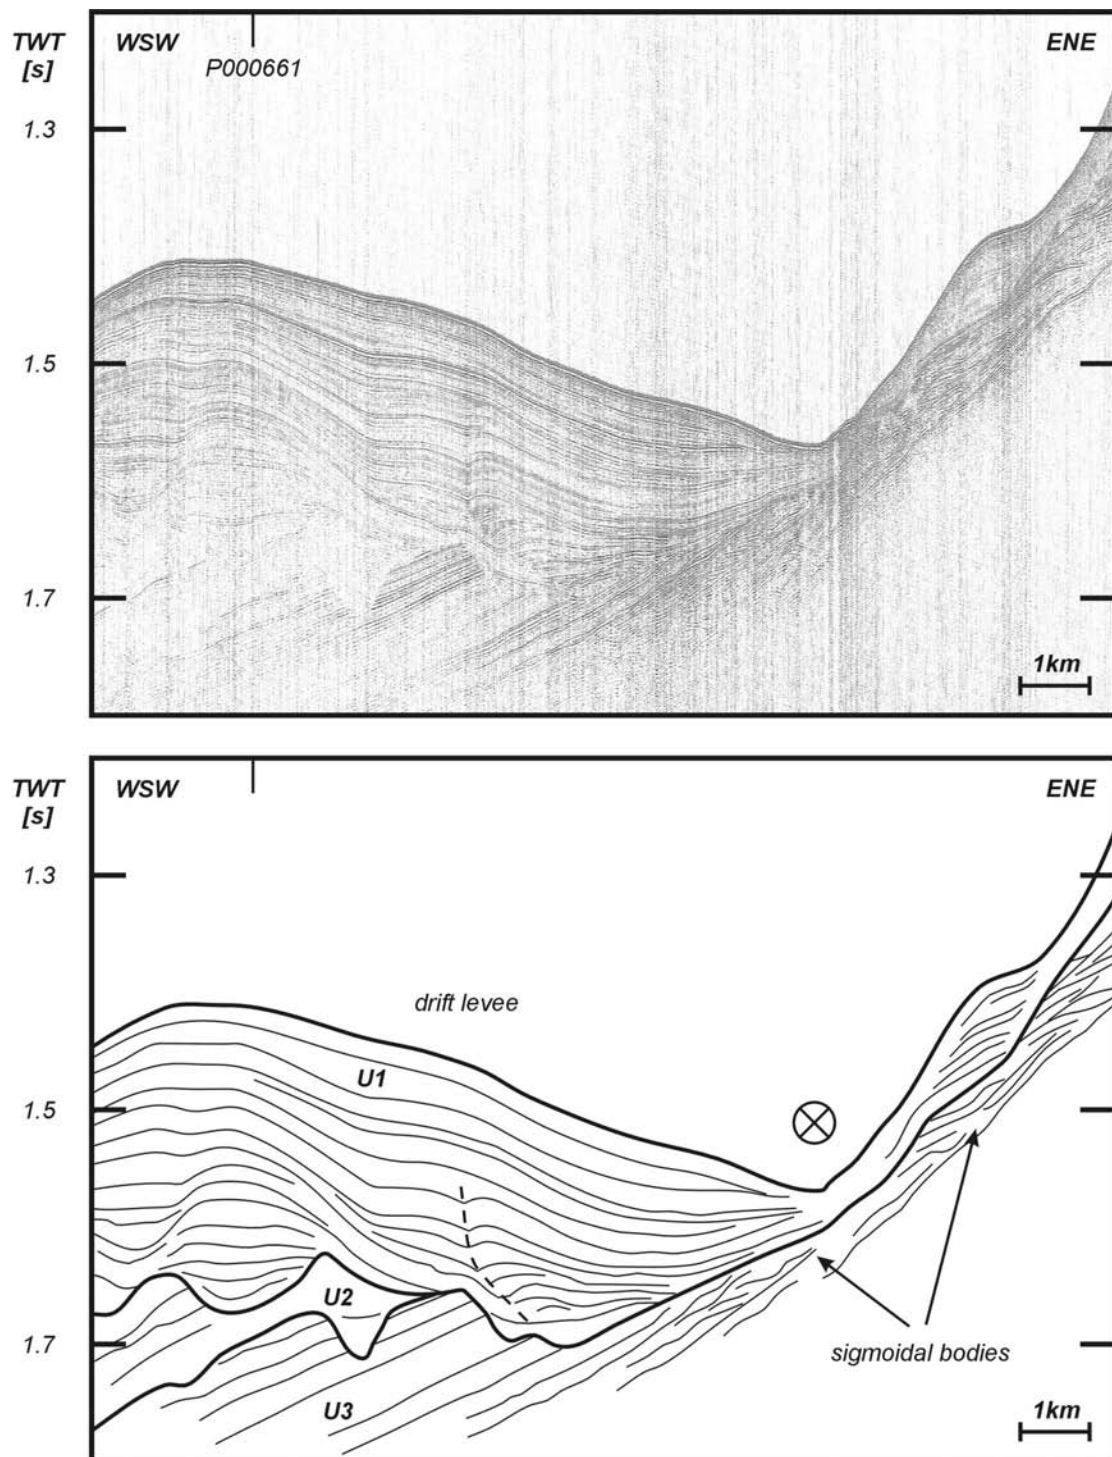 TWT
[s]
WSW
ENE
P000661
1.3
1.5
1.7
1km
TWT
[s]
WSW
ENE
1.3
drift levee
U1
1.5
U2
1.7
sigmoidal bodies
U3
1km